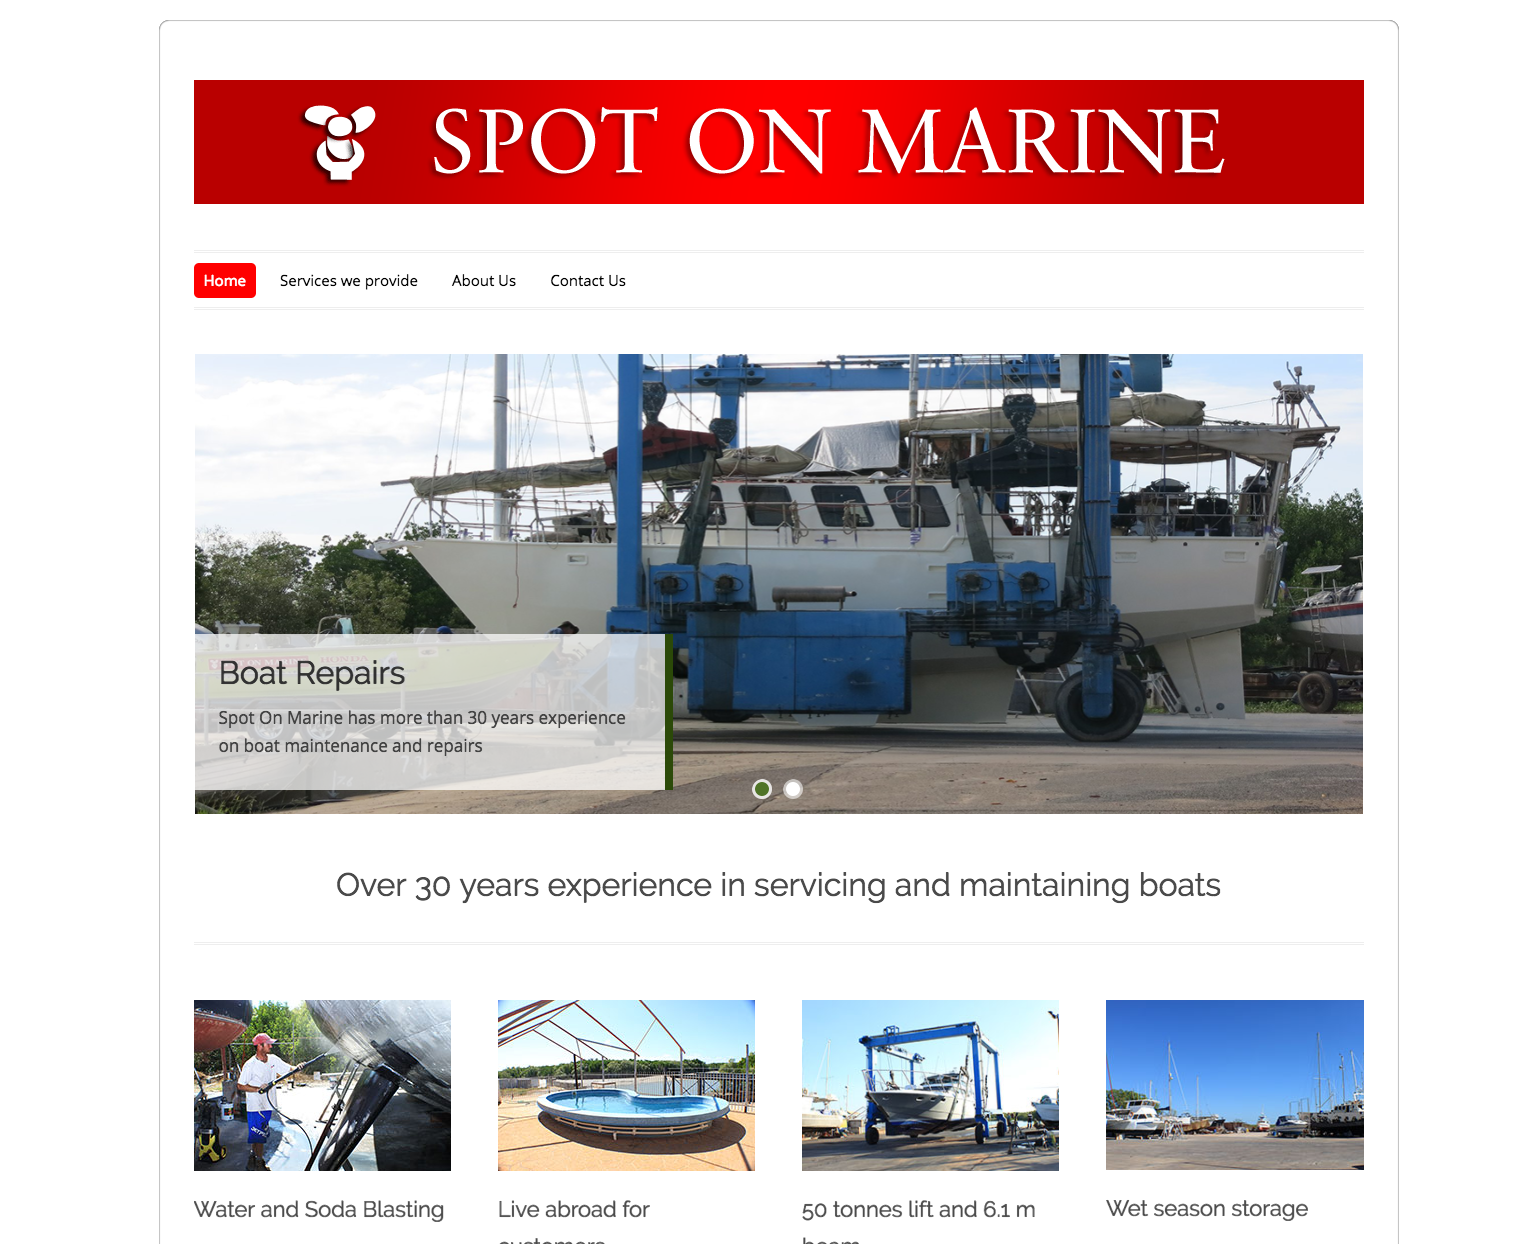 SPOT ON MARINE
Home
Services we provide
About Us
Contact Us
Boat Repairs
Spot On Marine has more than 30 years experience
on boat maintenance and repairs
Over 30 years experience in servicing and maintaining boats
Water and Soda Blasting
Live abroad for
customers
50 tonnes lift and 6.1 m
beam
Wet season storage